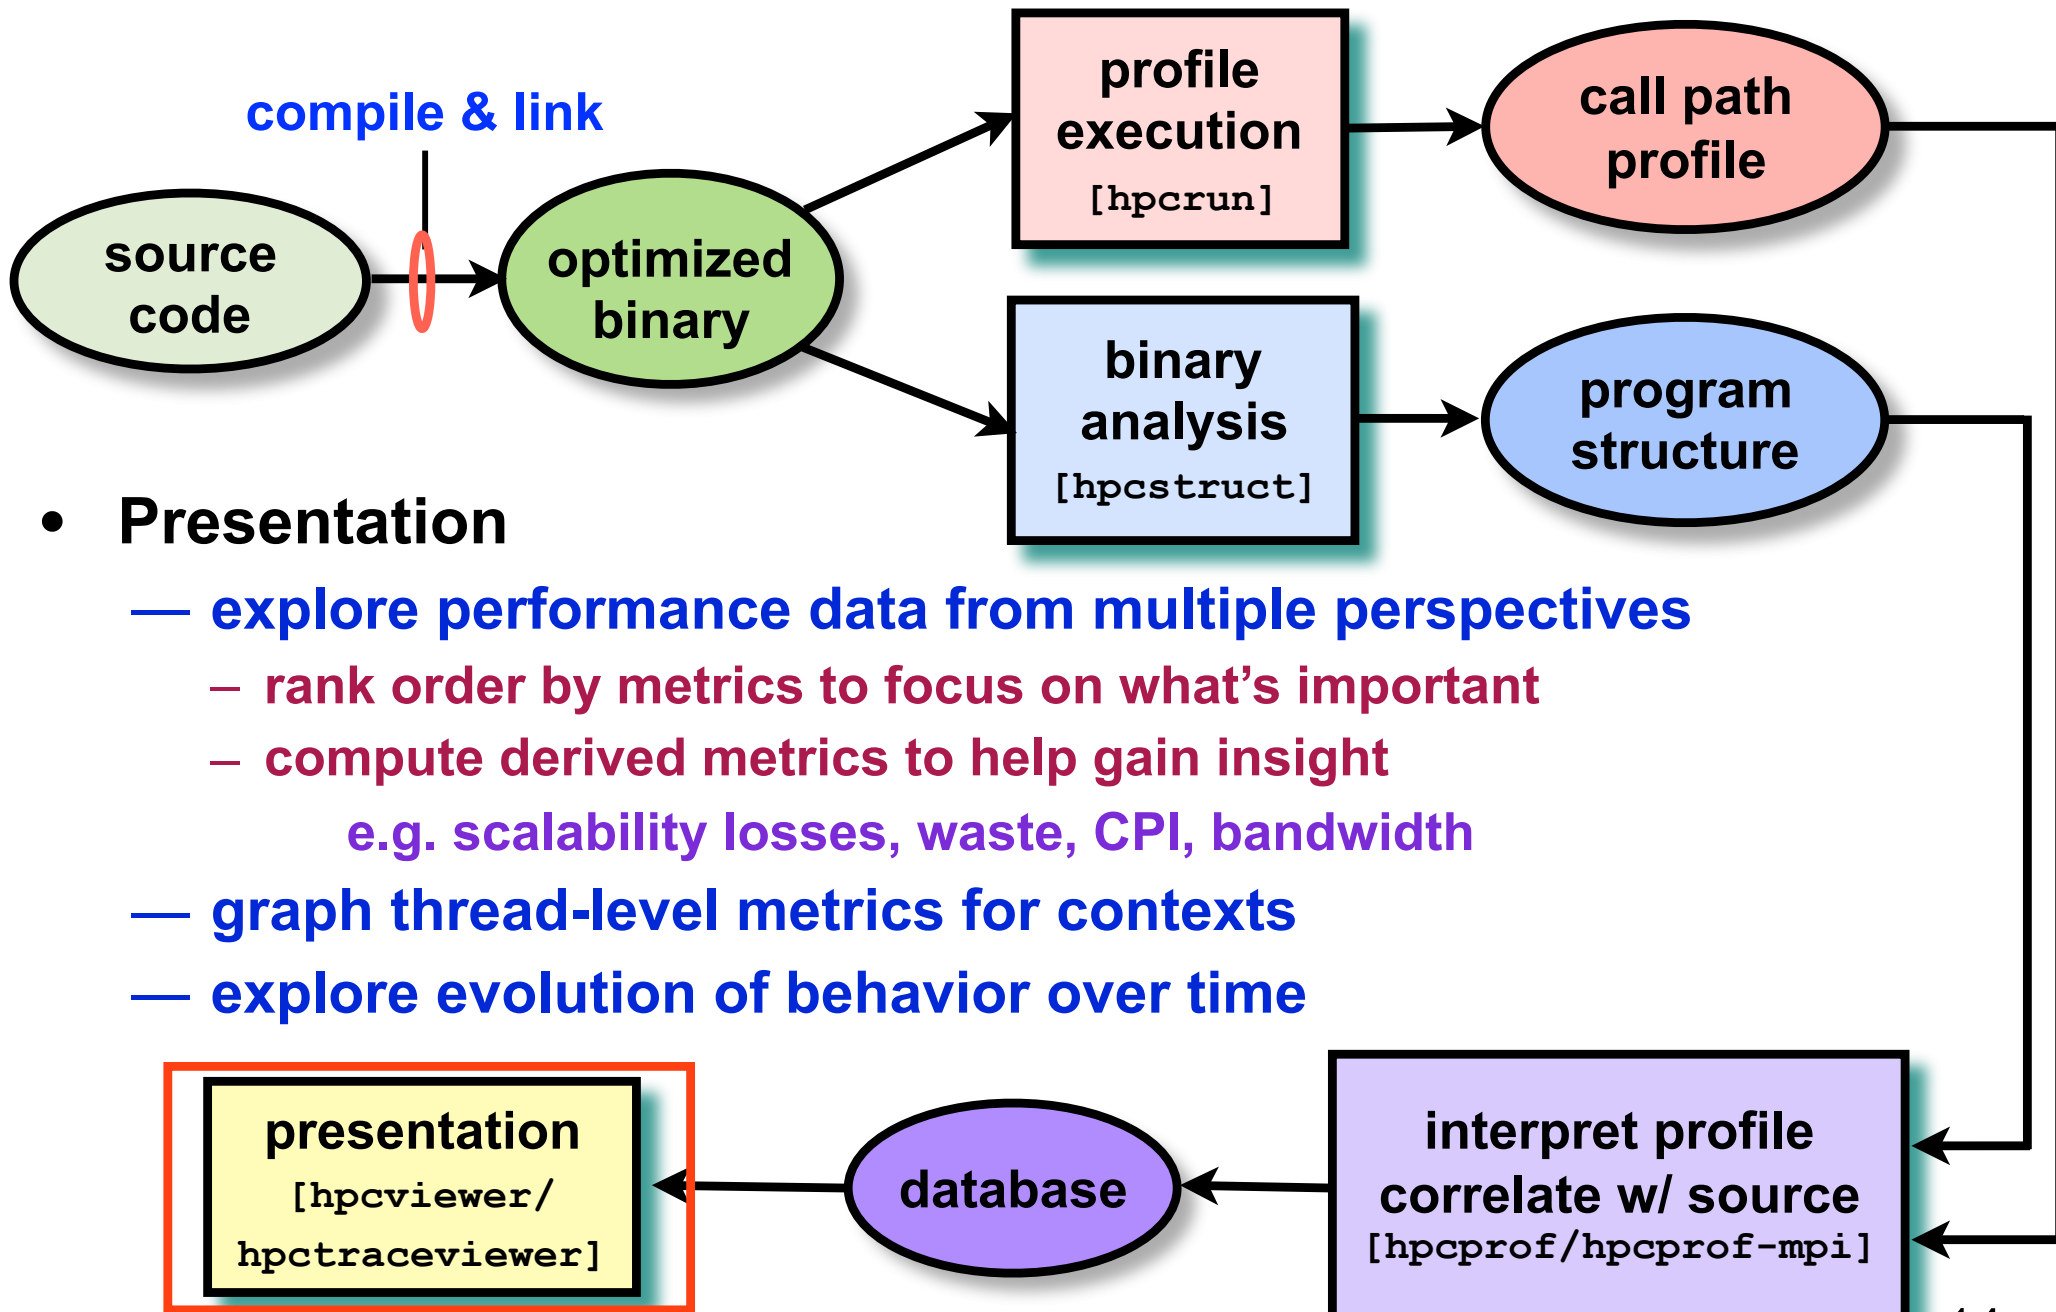 compile & link
source
code
optimized
binary
profile
execution
[hpcrun]
call path
profile
binary
analysis
[hpcstruct]
program
structure
• Presentation
— explore performance data from multiple perspectives
– rank order by metrics to focus on what’s important
– compute derived metrics to help gain insight
e.g. scalability losses, waste, CPI, bandwidth
— graph thread-level metrics for contexts
— explore evolution of behavior over time
presentation
[hpcviewer/
hpctraceviewer]
database
interpret profile
correlate w/ source
[hpcprof/hpcprof-mpi]